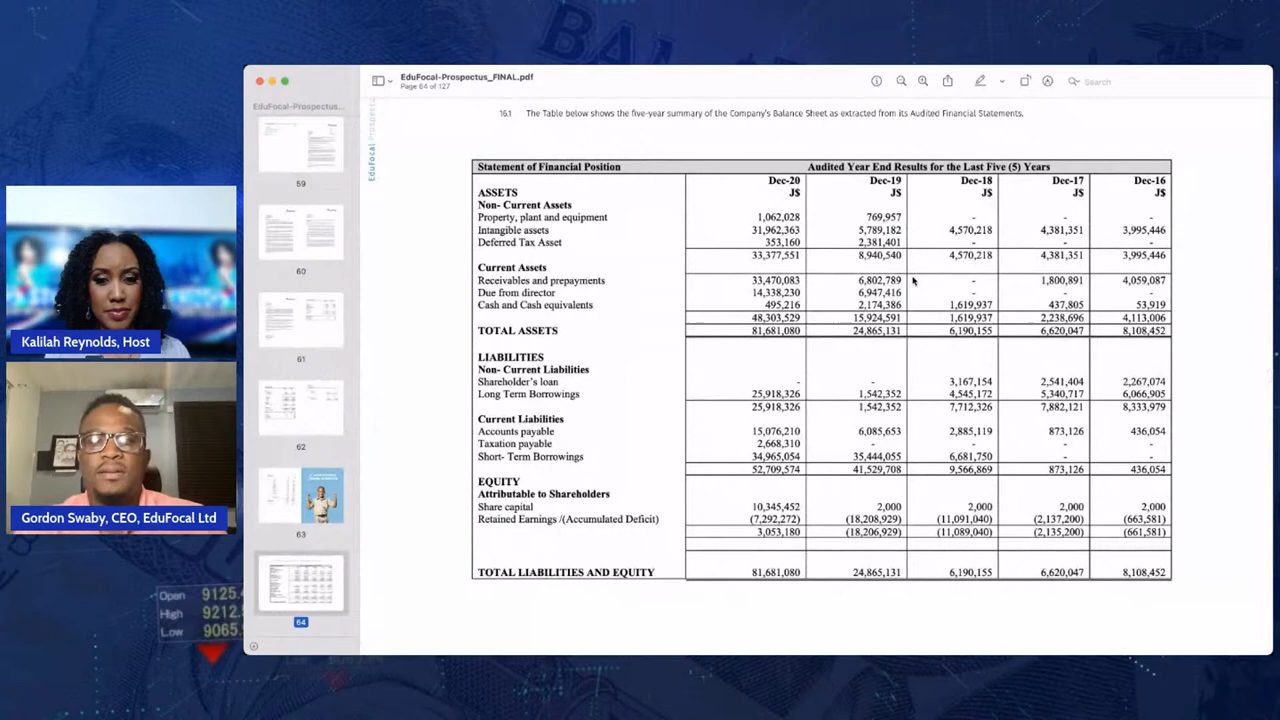 BAL
EduFocal-Prospectus_FINAL.pdf
Page 64 of 127
Search
EduFocal-Prospectus...
59
60
61
62
63
64
EduFocal Prospec
16.1 The Table below shows the five-year summary of the Company's Balance Sheet as extracted from its Audited Financial Statements.
Statement of Financial Position Audited Year End Results for the Last Five (5) Years
Dec-20 Dec-19 Dec-18 Dec-17 Dec-16
ASSETS J$ J$ J$ J$ J$
Non- Current Assets
Property, plant and equipment 1,062,028 769,957 - - -
Intangible assets 31,962,363 5,789,182 4,570,218 4,381,351 3,995,446
Deferred Tax Asset 353,160 2,381,401 - - -
33,377,551 8,940,540 4,570,218 4,381,351 3,995,446
Current Assets
Receivables and prepayments 33,470,083 6,802,789 - 1,800,891 4,059,087
Due from director 14,338,230 6,947,416 - - -
Cash and Cash equivalents 495,216 2,174,386 1,619,937 437,805 53,919
48,303,529 15,924,591 1,619,937 2,238,696 4,113,006
TOTAL ASSETS 81,681,080 24,865,131 6,190,155 6,620,047 8,108,452
LIABILITIES
Non- Current Liabilities
Shareholder's loan - - 3,167,154 2,541,404 2,267,074
Long Term Borrowings 25,918,326 1,542,352 4,545,172 5,340,717 6,066,905
25,918,326 1,542,352 7,712,326 7,882,121 8,333,979
Current Liabilities
Accounts payable 15,076,210 6,085,653 2,885,119 873,126 436,054
Taxation payable 2,668,310 - - - -
Short- Term Borrowings 34,965,054 35,444,055 6,681,750 - -
52,709,574 41,529,708 9,566,869 873,126 436,054
EQUITY
Attributable to Shareholders
Share capital 10,345,452 2,000 2,000 2,000 2,000
Retained Earnings /(Accumulated Deficit) (7,292,272) (18,208,929) (11,091,040) (2,137,200) (663,581)
3,053,180 (18,206,929) (11,089,040) (2,135,200) (661,581)
TOTAL LIABILITIES AND EQUITY 81,681,080 24,865,131 6,190,155 6,620,047 8,108,452
Kalilah Reynolds, Host
Gordon Swaby, CEO, EduFocal Ltd
Open 9125.
High 9212.
Low 9065.